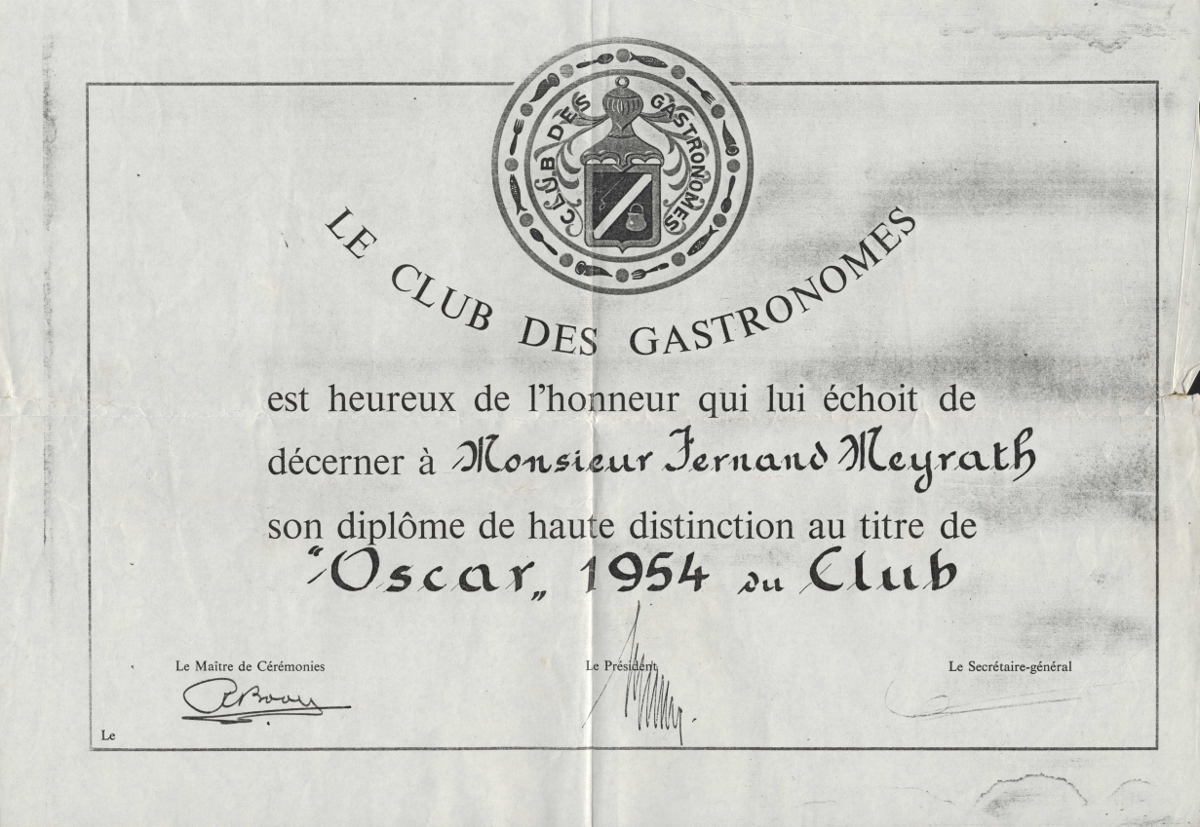 CLUB DES GASTRONOMES
LE CLUB DES GASTRONOMES
est heureux de l'honneur qui lui échoit de
décerner à Monsieur Fernand Meyrath
son diplôme de haute distinction au titre de
"Oscar„ 1954 du Club
Le Maître de Cérémonies
Le Président
Le Secrétaire-général
Le